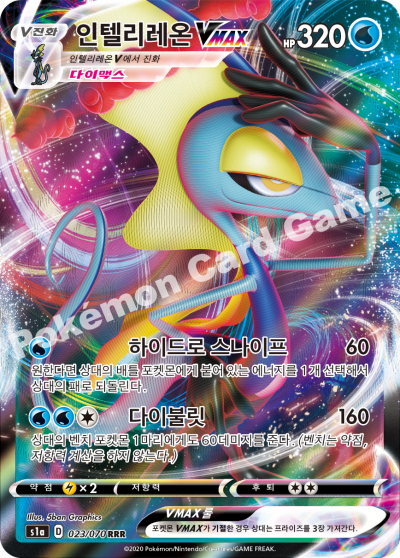 V진화
인텔리레온 VMAX
HP 320
인텔리레온V에서 진화
다이맥스
Pokémon Card Game
하이드로 스나이프 60
원한다면 상대의 배틀 포켓몬에게 붙어 있는 에너지를 1개 선택해서
상대의 패로 되돌린다.
다이불릿 160
상대의 벤치 포켓몬 1마리에게도 60데미지를 준다. (벤치는 약점,
저항력 계산을 하지 않는다.)
약점 ×2 저항력 후퇴
VMAX 룰
포켓몬 VMAX가 기절한 경우 상대는 프라이즈를 3장 가져간다.
Illus. 5ban Graphics
s1a D 023/070 RRR
©2020 Pokémon/Nintendo/Creatures/GAME FREAK.